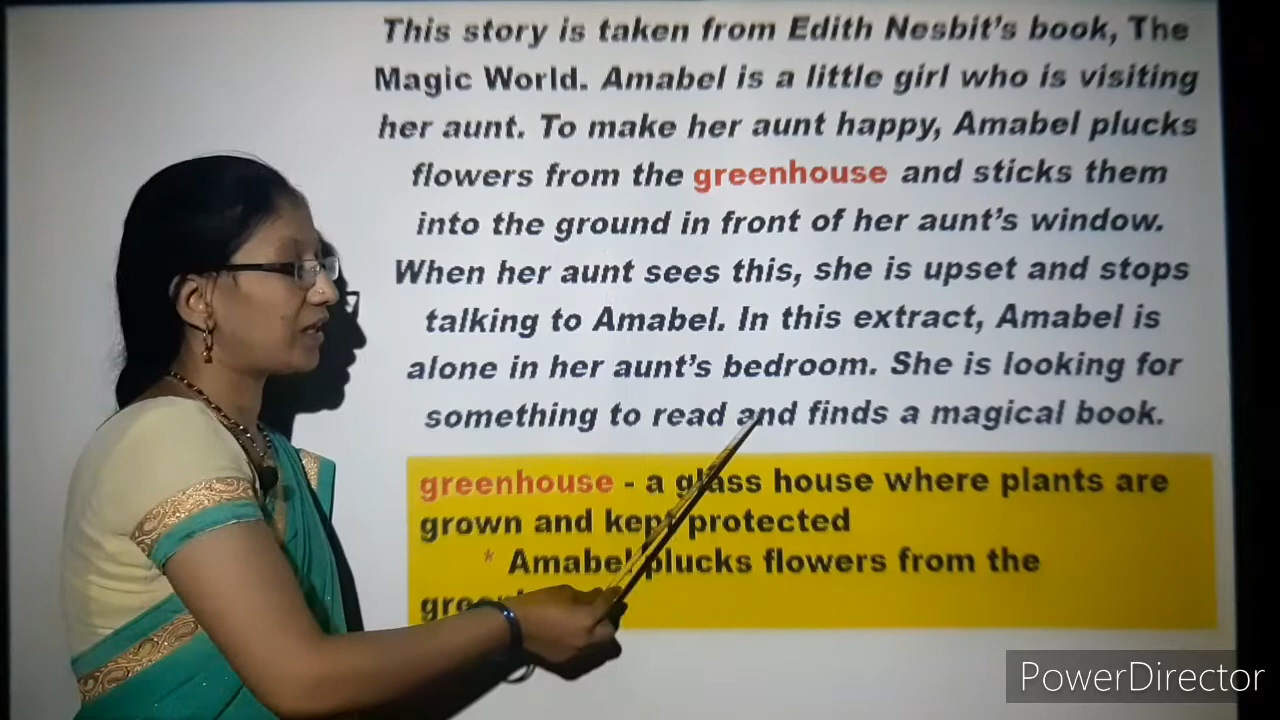 This story is taken from Edith Nesbit's book, The
Magic World. Amabel is a little girl who is visiting
her aunt. To make her aunt happy, Amabel plucks
flowers from the greenhouse and sticks them
into the ground in front of her aunt's window.
When her aunt sees this, she is upset and stops
talking to Amabel. In this extract, Amabel is
alone in her aunt's bedroom. She is looking for
something to read and finds a magical book.
greenhouse - a glass house where plants are
grown and kept protected
* Amabel plucks flowers from the
PowerDirector